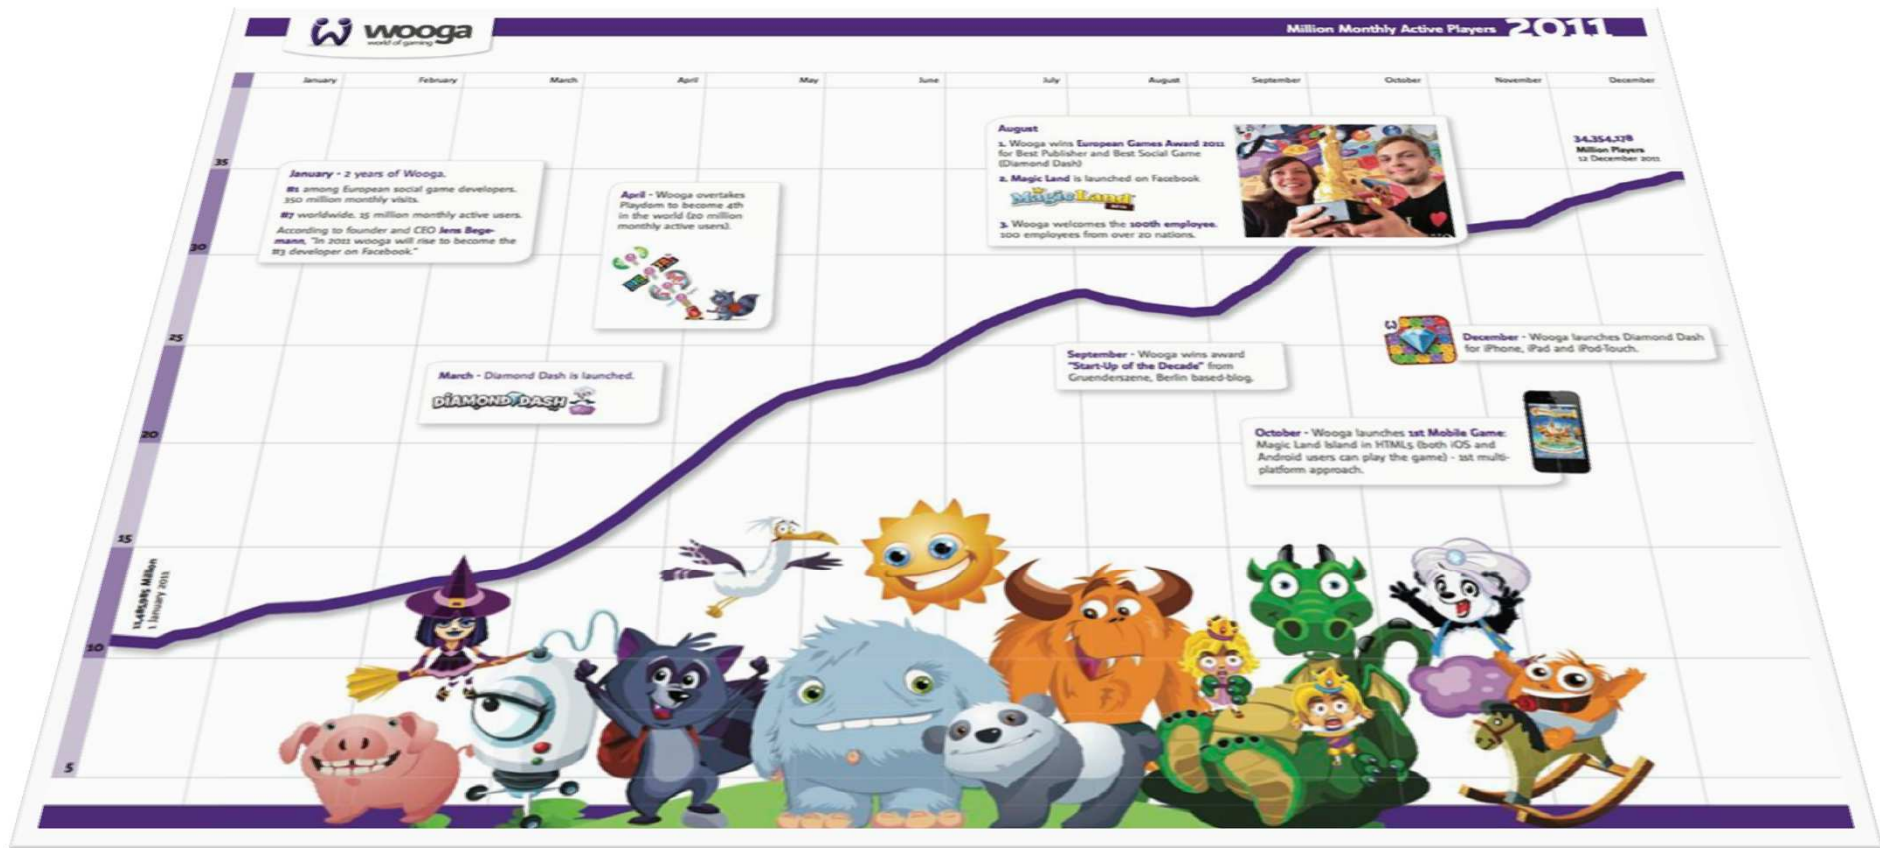 wooga
world of gaming
Million Monthly Active Players 2011
January February March April May June July August September October November December
35
30
25
20
15
10
5
1 January 2011
January - 2 years of Wooga.
#1 among European social game developers.
350 million monthly visits.
#7 worldwide. 15 million monthly active users.
According to founder and CEO Jens Bege-
mann, "In 2011 wooga will rise to become the
#3 developer on Facebook."
March - Diamond Dash is launched.
DIAMOND DASH
April - Wooga overtakes
Playdom to become 4th
in the world (20 million
monthly active users).
August
1. Wooga wins European Games Award 2011
for Best Publisher and Best Social Game
(Diamond Dash)
2. Magic Land is launched on Facebook
MagicLand
3. Wooga welcomes the 100th employee.
100 employees from over 20 nations.
34,354,178
Million Players
12 December 2011
September - Wooga wins award
"Start-Up of the Decade" from
Gruenderszene, Berlin based-blog.
December - Wooga launches Diamond Dash
for iPhone, iPad and iPod-Touch.
October - Wooga launches 1st Mobile Game:
Magic Land Island in HTML5 (both iOS and
Android users can play the game) - 1st multi-
platform approach.